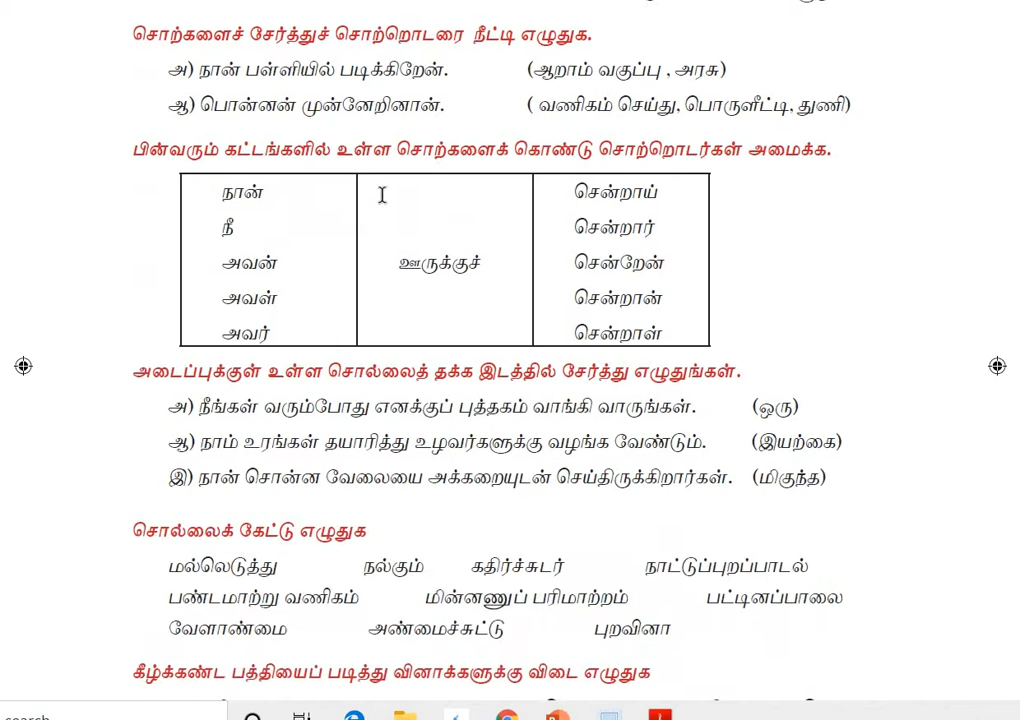 சொற்களைச் சேர்த்துச் சொற்றொடரை நீட்டி எழுதுக.
அ) நான் பள்ளியில் படிக்கிறேன். (ஆறாம் வகுப்பு , அரசு)
ஆ) பொன்னன் முன்னேறினான். ( வணிகம் செய்து, பொருளீட்டி, துணி)
பின்வரும் கட்டங்களில் உள்ள சொற்களைக் கொண்டு சொற்றொடர்கள் அமைக்க.
நான் சென்றாய்
நீ சென்றார்
அவன் ஊருக்குச் சென்றேன்
அவள் சென்றான்
அவர் சென்றாள்
அடைப்புக்குள் உள்ள சொல்லைத் தக்க இடத்தில் சேர்த்து எழுதுங்கள்.
அ) நீங்கள் வரும்போது எனக்குப் புத்தகம் வாங்கி வாருங்கள். (ஒரு)
ஆ) நாம் உரங்கள் தயாரித்து உழவர்களுக்கு வழங்க வேண்டும். (இயற்கை)
இ) நான் சொன்ன வேலையை அக்கறையுடன் செய்திருக்கிறார்கள். (மிகுந்த)
சொல்லைக் கேட்டு எழுதுக
மல்லெடுத்து நல்கும் கதிர்ச்சுடர் நாட்டுப்புறப்பாடல்
பண்டமாற்று வணிகம் மின்னணுப் பரிமாற்றம் பட்டினப்பாலை
வேளாண்மை அண்மைச்சுட்டு புறவினா
கீழ்க்கண்ட பத்தியைப் படித்து வினாக்களுக்கு விடை எழுதுக
search